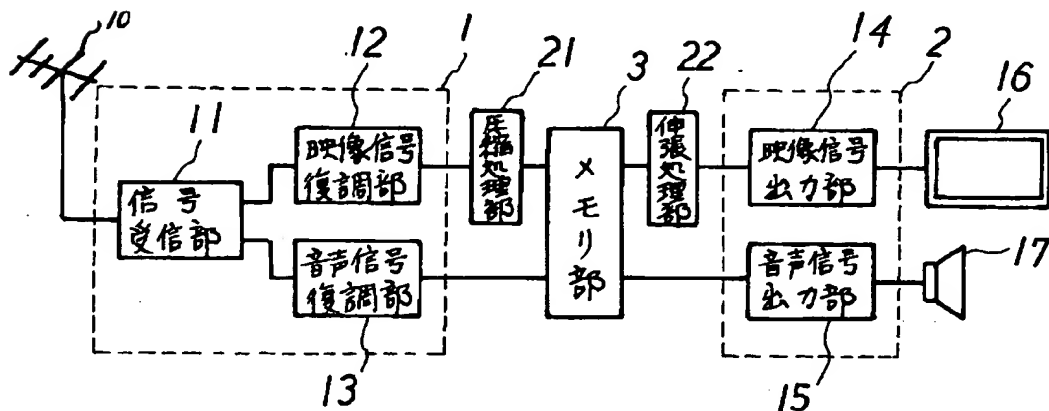 10
12
1
21
3
22
14
2
16
11
映像信号
復調部
圧縮処理部
メモリ部
伸張処理部
映像信号
出力部
信号
受信部
音声信号
復調部
音声信号
出力部
17
13
15